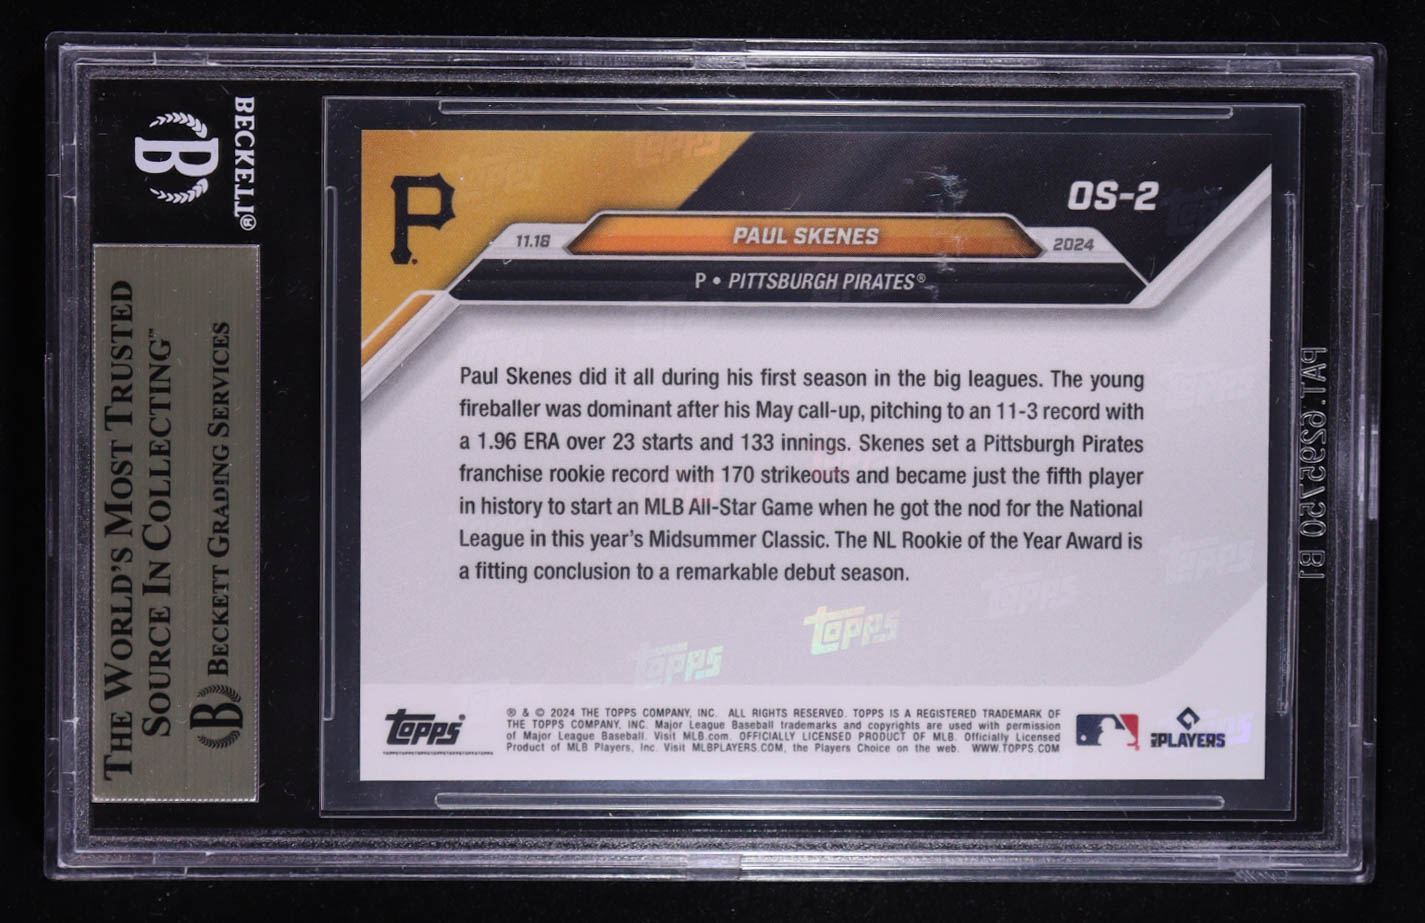 BECKETT®
THE WORLD'S MOST TRUSTED
SOURCE IN COLLECTING™
BECKETT GRADING SERVICES
OS-2
11.18
PAUL SKENES
2024
P • PITTSBURGH PIRATES®
Paul Skenes did it all during his first season in the big leagues. The young
fireballer was dominant after his May call-up, pitching to an 11-3 record with
a 1.96 ERA over 23 starts and 133 innings. Skenes set a Pittsburgh Pirates
franchise rookie record with 170 strikeouts and became just the fifth player
in history to start an MLB All-Star Game when he got the nod for the National
League in this year's Midsummer Classic. The NL Rookie of the Year Award is
a fitting conclusion to a remarkable debut season.
topps
topps
topps®
® & © 2024 THE TOPPS COMPANY, INC. ALL RIGHTS RESERVED. TOPPS IS A REGISTERED TRADEMARK OF
THE TOPPS COMPANY, INC. Major League Baseball trademarks and copyrights are used with permission
of Major League Baseball. Visit MLB.com. OFFICIALLY LICENSED PRODUCT OF MLB. Officially Licensed
Product of MLB Players, Inc. Visit MLBPLAYERS.COM, the Players Choice on the web. WWW.TOPPS.COM
MLB PLAYERS